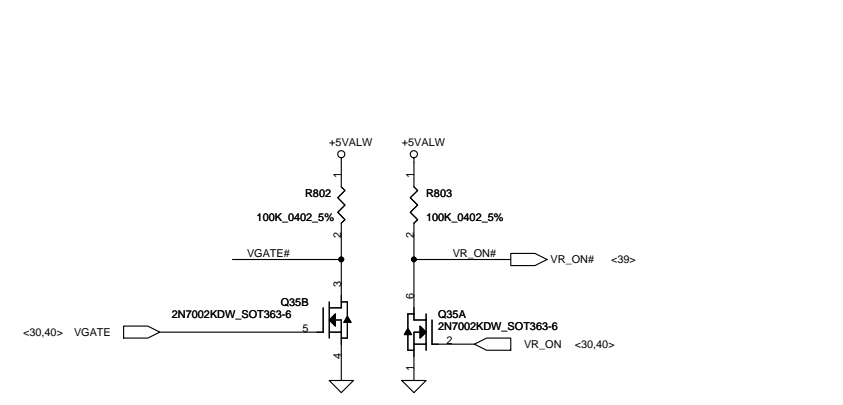 +5VALW +5VALW
1 1
R802 R803
100K_0402_5% 100K_0402_5%
2 2
VGATE# VR_ON# VR_ON# <39>
3
6
Q35B
2N7002KDW_SOT363-6
Q35A
2N7002KDW_SOT363-6
<30,40> VGATE 5
2 VR_ON <30,40>
4
1